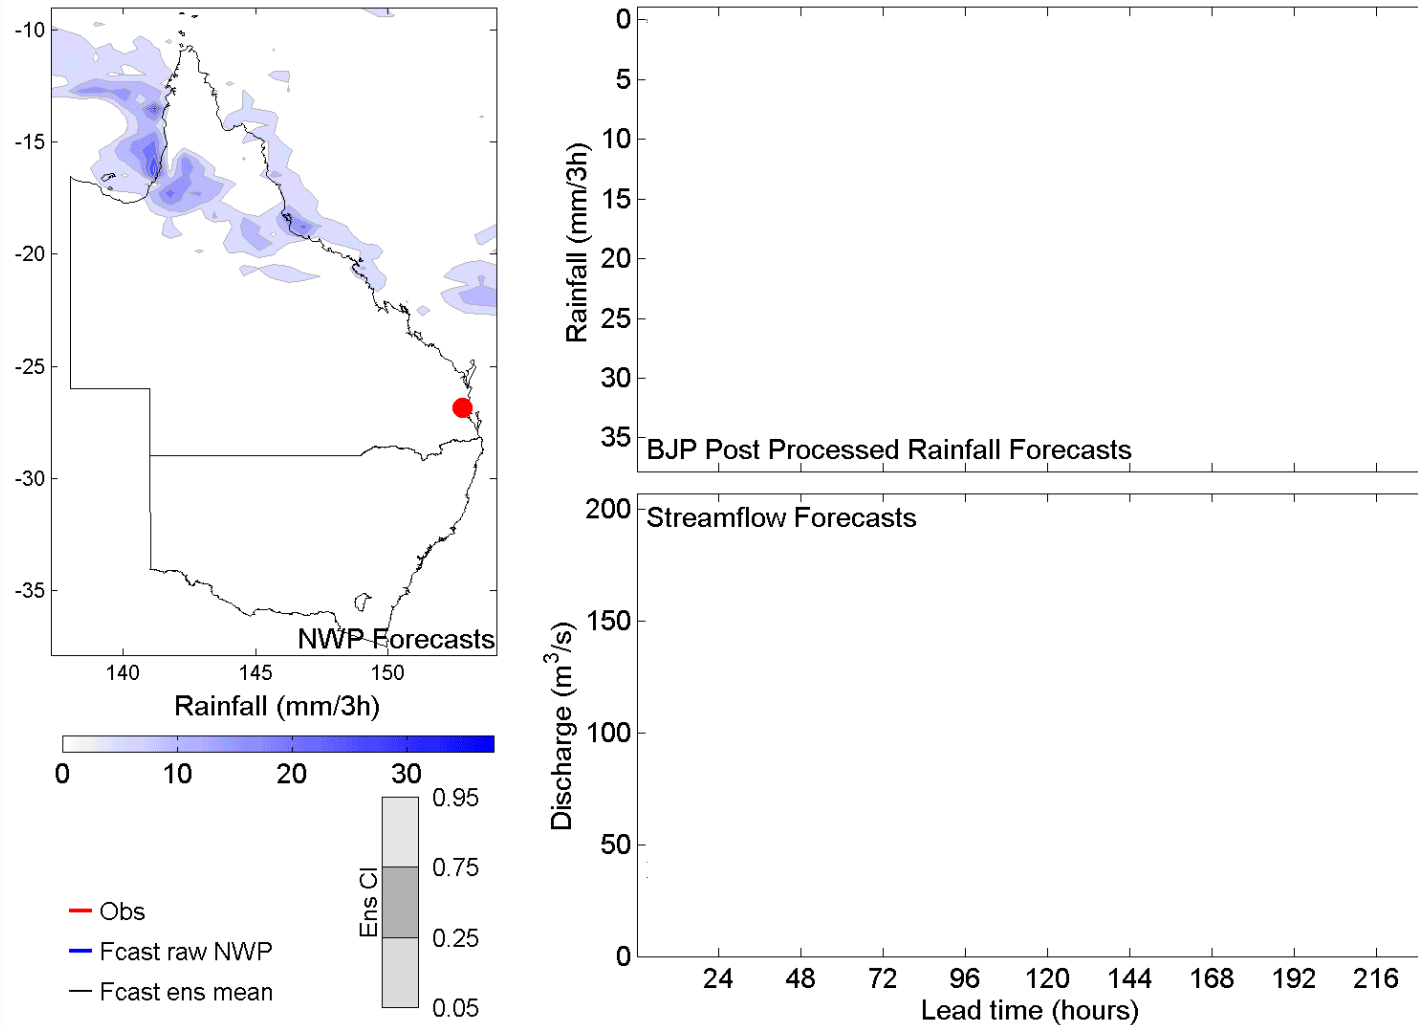 -10
-15
-20
-25
-30
-35
NWP Forecasts
140 145 150
Rainfall (mm/3h)
0 10 20 30
Ens CI
0.95
0.75
0.25
0.05
Obs
Fcast raw NWP
Fcast ens mean
Rainfall (mm/3h)
0
5
10
15
20
25
30
35
BJP Post Processed Rainfall Forecasts
Streamflow Forecasts
Discharge (m³/s)
200
150
100
50
0
24 48 72 96 120 144 168 192 216
Lead time (hours)